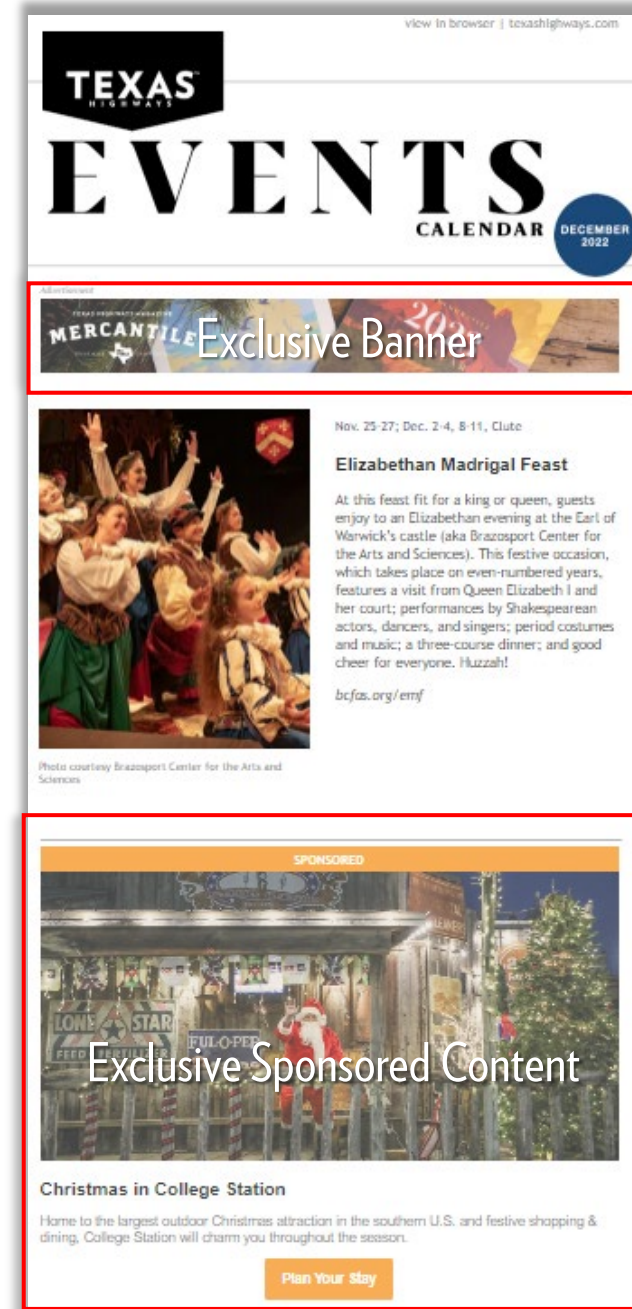 view in browser | texashighways.com
TEXAS
HIGHWAYS
EVENTS
CALENDAR
DECEMBER
2022
Advertisement
TEXAS HIGHWAYS MAGAZINE
MERCANTILE
Exclusive Banner
Nov. 25-27; Dec. 2-4, 8-11, Clute
Elizabethan Madrigal Feast
At this feast fit for a king or queen, guests
enjoy to an Elizabethan evening at the Earl of
Warwick's castle (aka Brazosport Center for
the Arts and Sciences). This festive occasion,
which takes place on even-numbered years,
features a visit from Queen Elizabeth I and
her court; performances by Shakespearean
actors, dancers, and singers; period costumes
and music; a three-course dinner; and good
cheer for everyone. Huzzah!
bcfas.org/emf
Photo courtesy Brazosport Center for the Arts and
Sciences
SPONSORED
LONE STAR
FEED FERTILIZER
FUL-O-PEP
Exclusive Sponsored Content
Christmas in College Station
Home to the largest outdoor Christmas attraction in the southern U.S. and festive shopping &
dining, College Station will charm you throughout the season.
Plan Your Stay